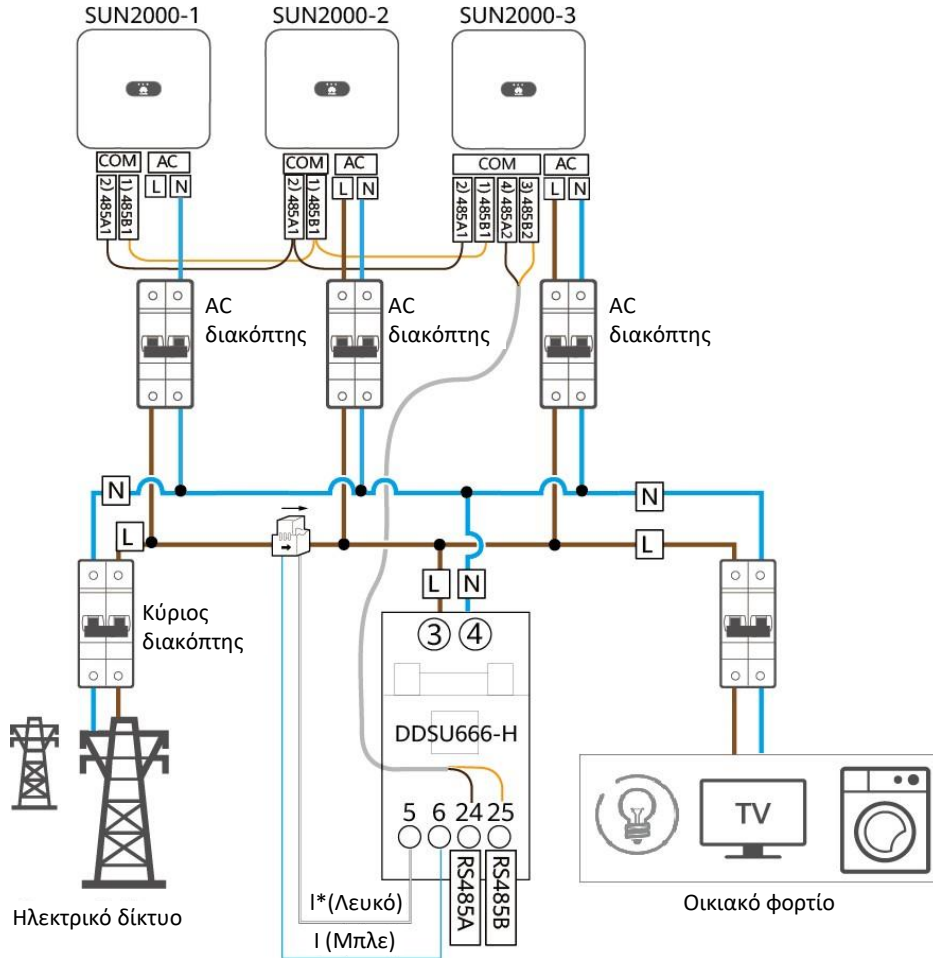 SUN2000-1
SUN2000-2
SUN2000-3
COM
AC
COM
AC
COM
AC
2) 485A1
1) 485B1
L
N
2) 485A1
1) 485B1
L
N
2) 485A1
1) 485B1
4) 485A2
3) 485B2
L
N
AC
διακόπτης
AC
διακόπτης
AC
διακόπτης
N
N
L
L
L
N
Κύριος
διακόπτης
3
4
DDSU666-H
5
6
24
25
RS485A
RS485B
I*(Λευκό)
I (Μπλε)
TV
Ηλεκτρικό δίκτυο
Οικιακό φορτίο